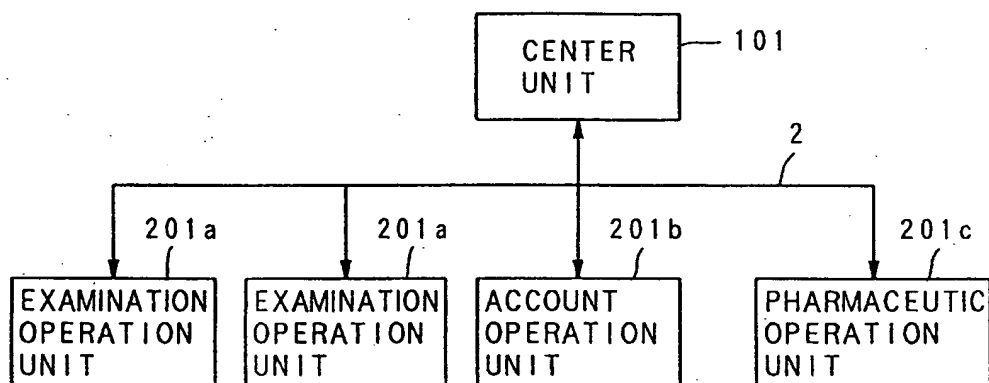 CENTER
UNIT
101
2
201a
201a
201b
201c
EXAMINATION
OPERATION
UNIT
EXAMINATION
OPERATION
UNIT
ACCOUNT
OPERATION
UNIT
PHARMACEUTIC
OPERATION
UNIT